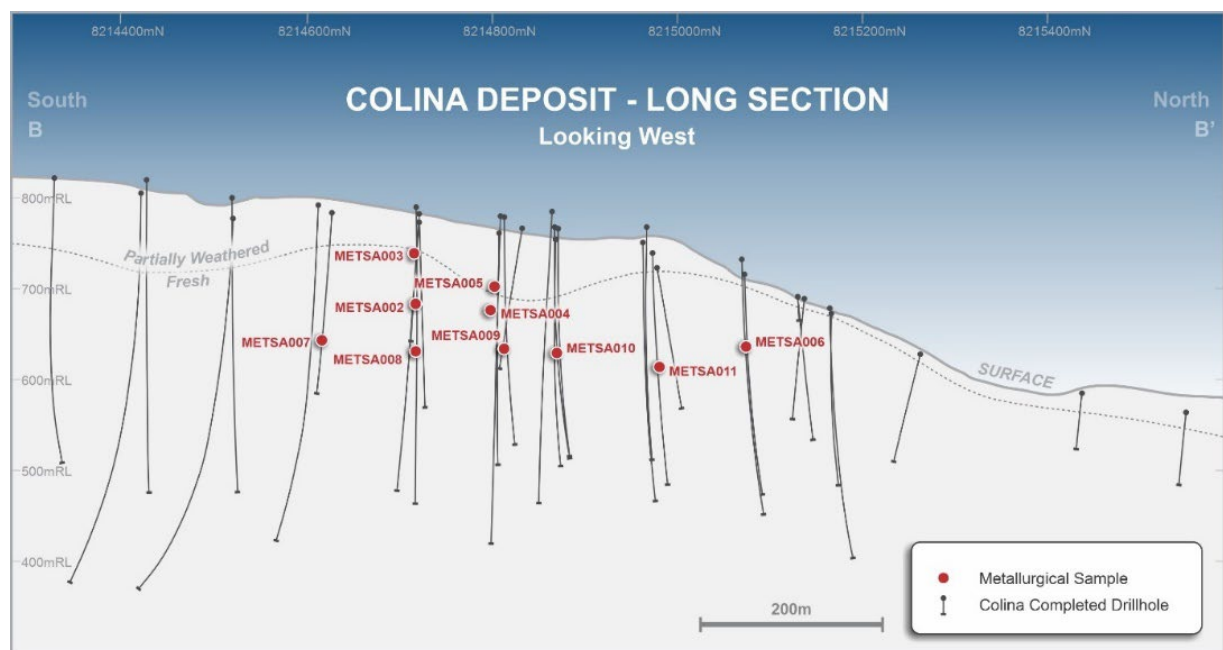 8214400mN 8214600mN 8214800mN 8215000mN 8215200mN 8215400mN
COLINA DEPOSIT - LONG SECTION
Looking West
South
B
North
B'
800mRL
Partially Weathered
Fresh
METSA003
700mRL
METSA005
METSA002
METSA004
METSA007
METSA009
METSA008
METSA010
METSA006
METSA011
600mRL
SURFACE
500mRL
400mRL
Metallurgical Sample
Colina Completed Drillhole
200m